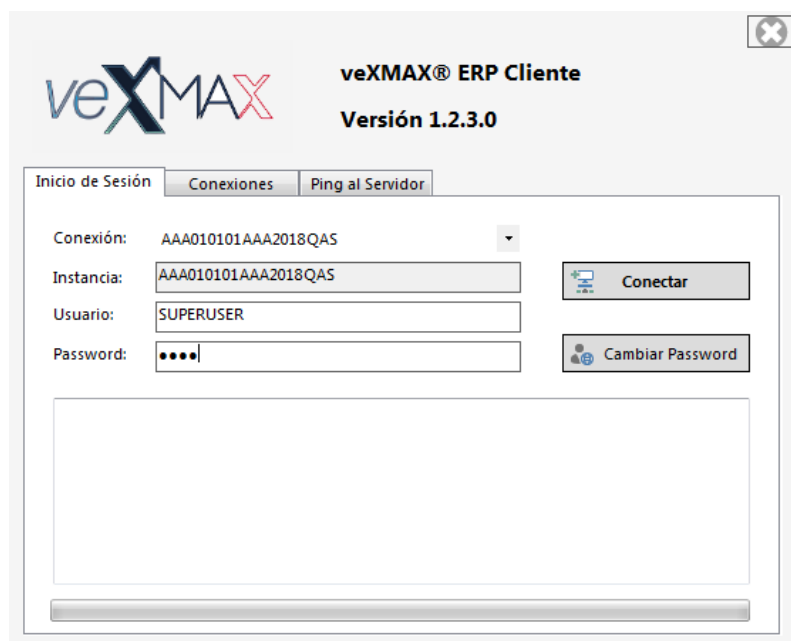 veXMAX
veXMAX® ERP Cliente
Versión 1.2.3.0
Inicio de Sesión
Conexiones
Ping al Servidor
Conexión:
AAA010101AAA2018QAS
Instancia:
AAA010101AAA2018QAS
Conectar
Usuario:
SUPERUSER
Password:
●●●●
Cambiar Password